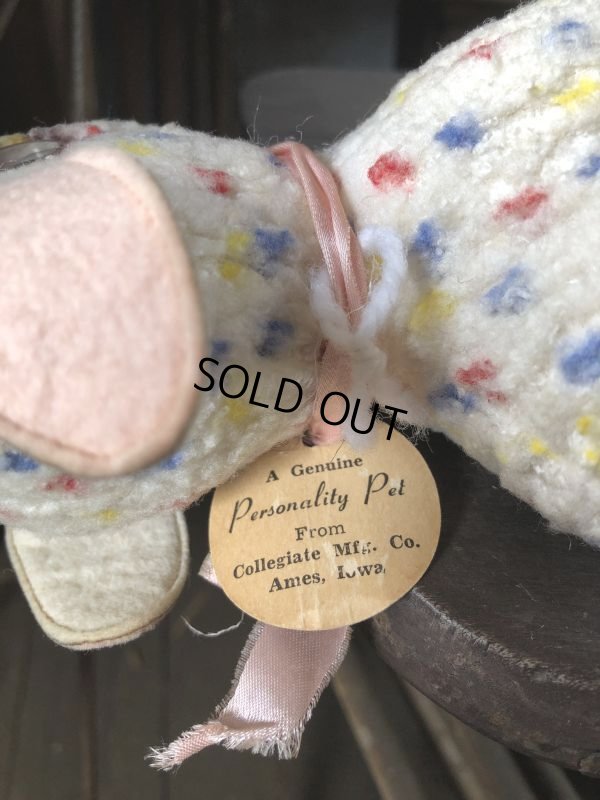 SOLD OUT
A Genuine
Personality Pet
From
Collegiate Mfg. Co.
Ames, Iowa